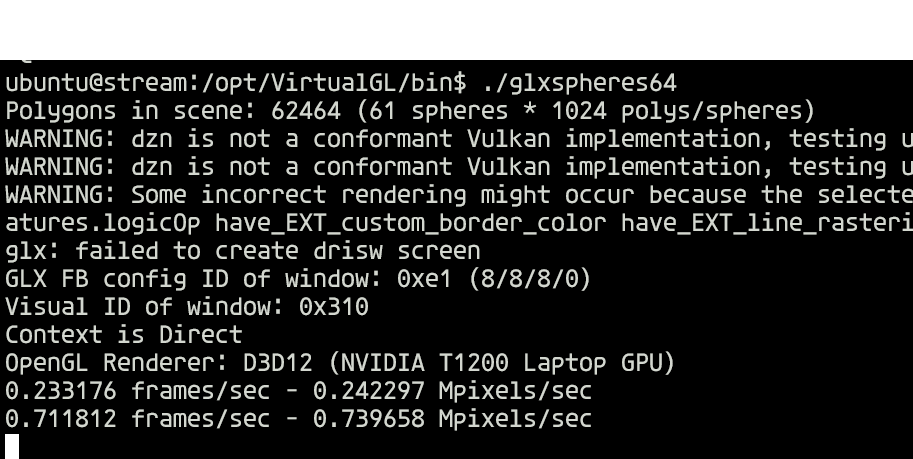 ubuntu@stream:/opt/VirtualGL/bin$ ./glxspheres64
Polygons in scene: 62464 (61 spheres * 1024 polys/spheres)
WARNING: dzn is not a conformant Vulkan implementation, testing u
WARNING: dzn is not a conformant Vulkan implementation, testing u
WARNING: Some incorrect rendering might occur because the selecte
atures.logicOp have_EXT_custom_border_color have_EXT_line_rasteri
glx: failed to create drisw screen
GLX FB config ID of window: 0xe1 (8/8/8/0)
Visual ID of window: 0x310
Context is Direct
OpenGL Renderer: D3D12 (NVIDIA T1200 Laptop GPU)
0.233176 frames/sec - 0.242297 Mpixels/sec
0.711812 frames/sec - 0.739658 Mpixels/sec